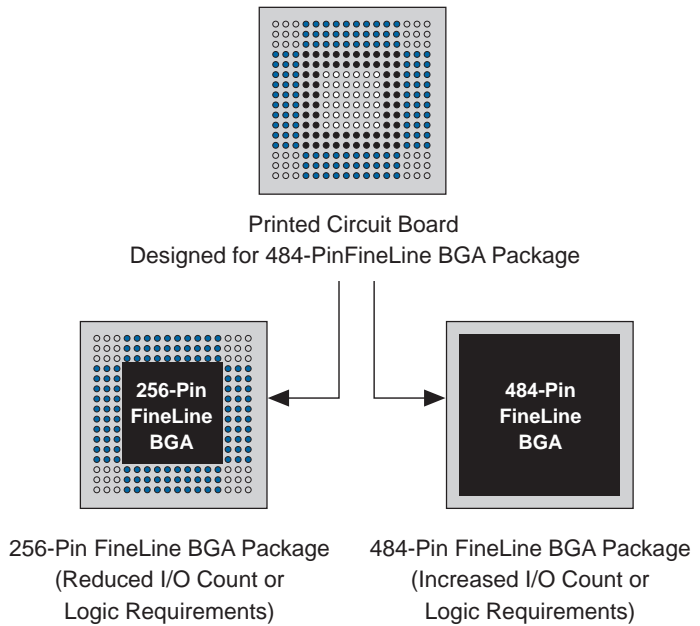 Printed Circuit Board
Designed for 484-PinFineLine BGA Package
256-Pin
FineLine
BGA
484-Pin
FineLine
BGA
256-Pin FineLine BGA Package
(Reduced I/O Count or
Logic Requirements)
484-Pin FineLine BGA Package
(Increased I/O Count or
Logic Requirements)